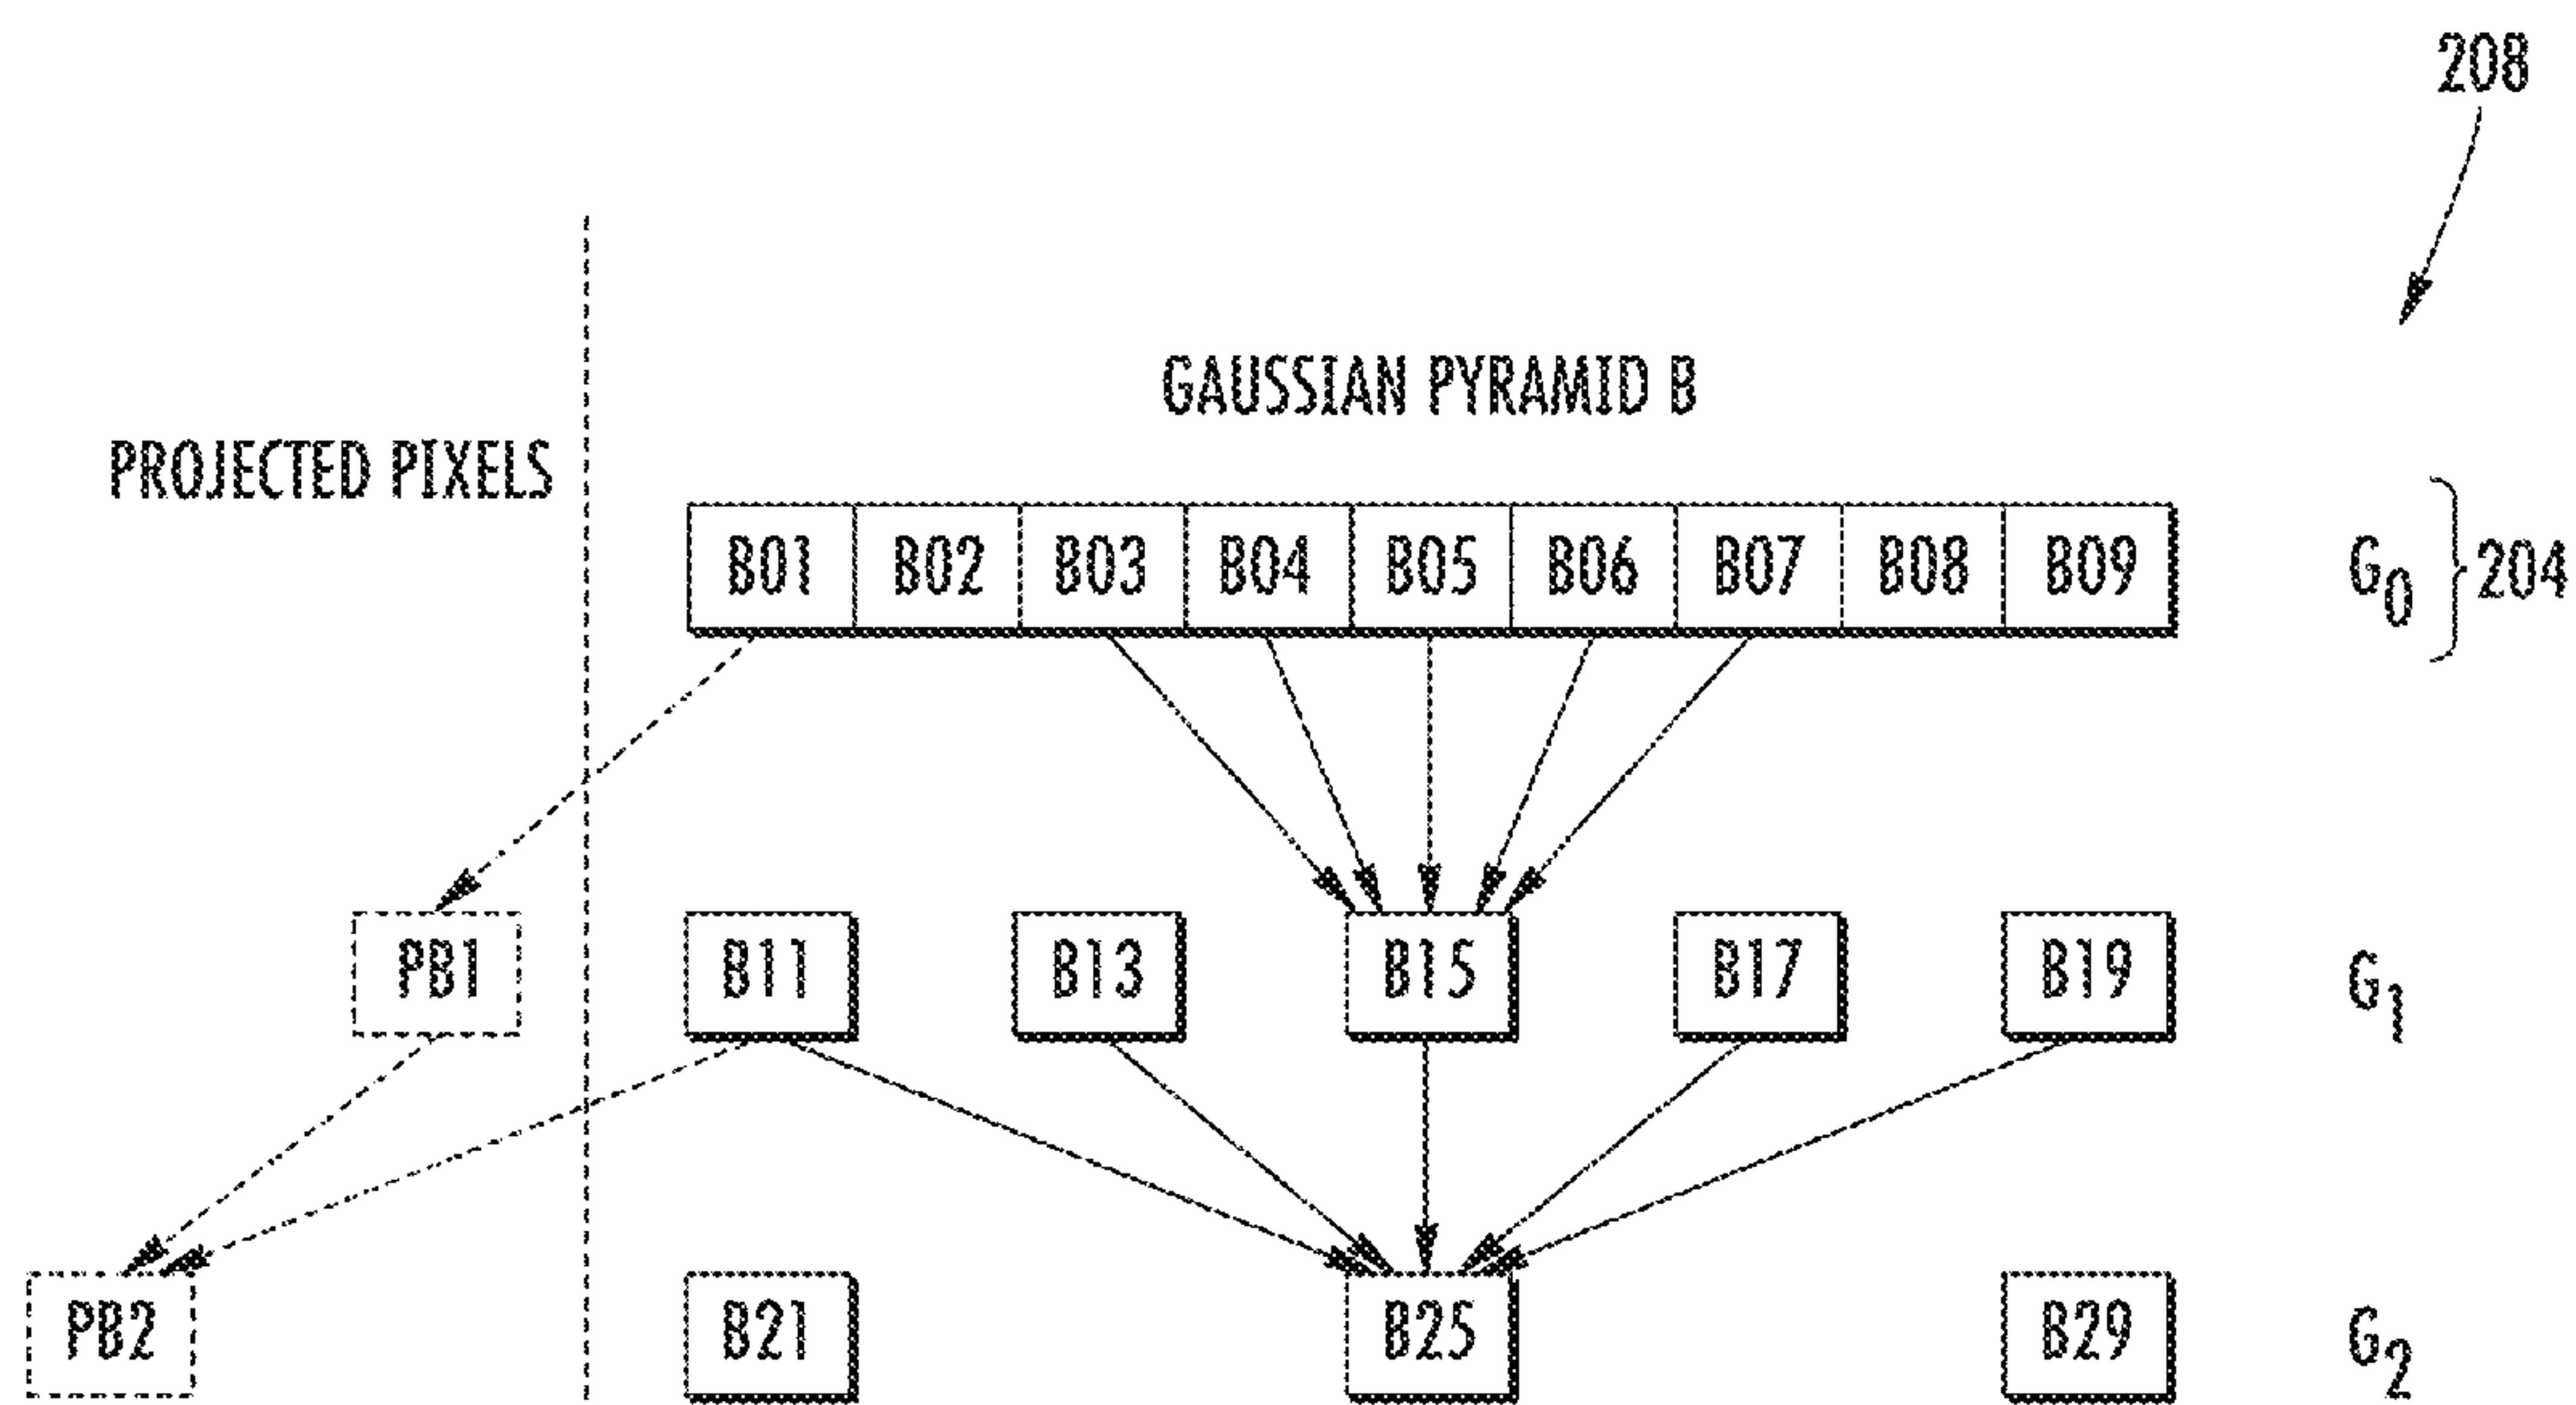 208
GAUSSIAN PYRAMID B
PROJECTED PIXELS
B01 B02 B03 B04 B05 B06 B07 B08 B09 G0 204
PB1 B11 B13 B15 B17 B19 G1
PB2 B21 B25 B29 G2